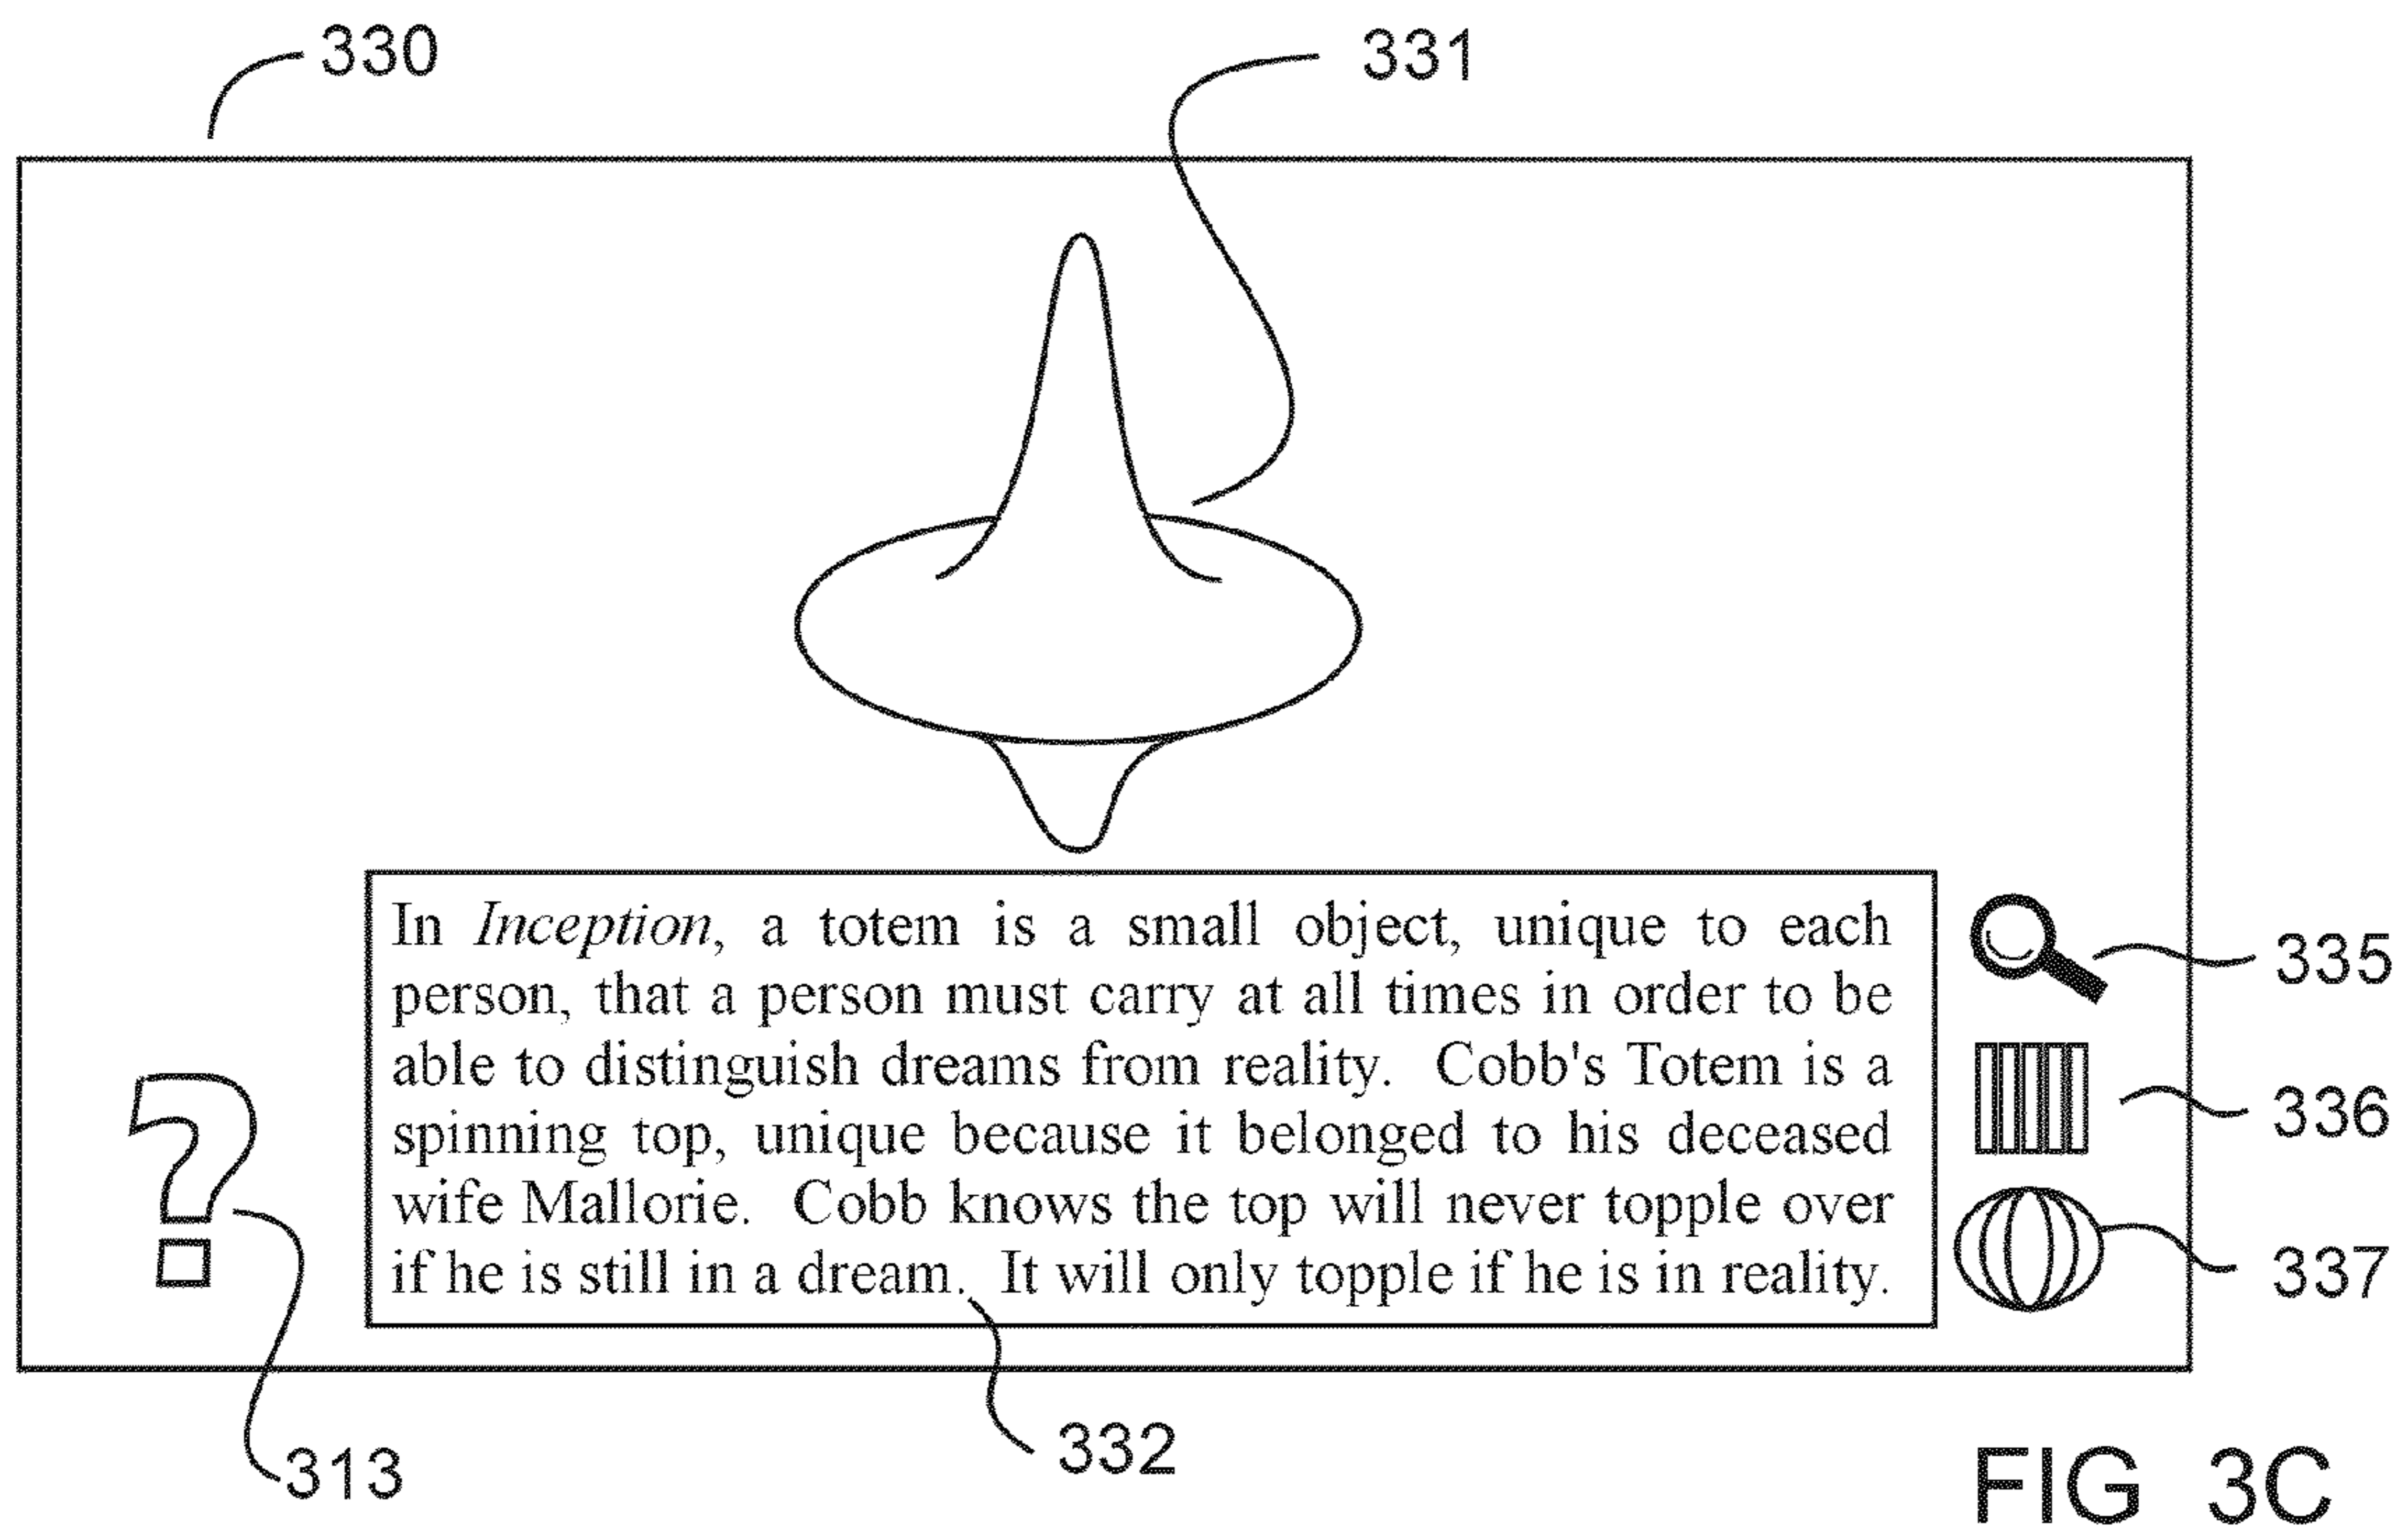 330
331
In Inception, a totem is a small object, unique to each
person, that a person must carry at all times in order to be
able to distinguish dreams from reality. Cobb's Totem is a
spinning top, unique because it belonged to his deceased
wife Mallorie. Cobb knows the top will never topple over
if he is still in a dream. It will only topple if he is in reality.
335
336
337
313
332
FIG 3C